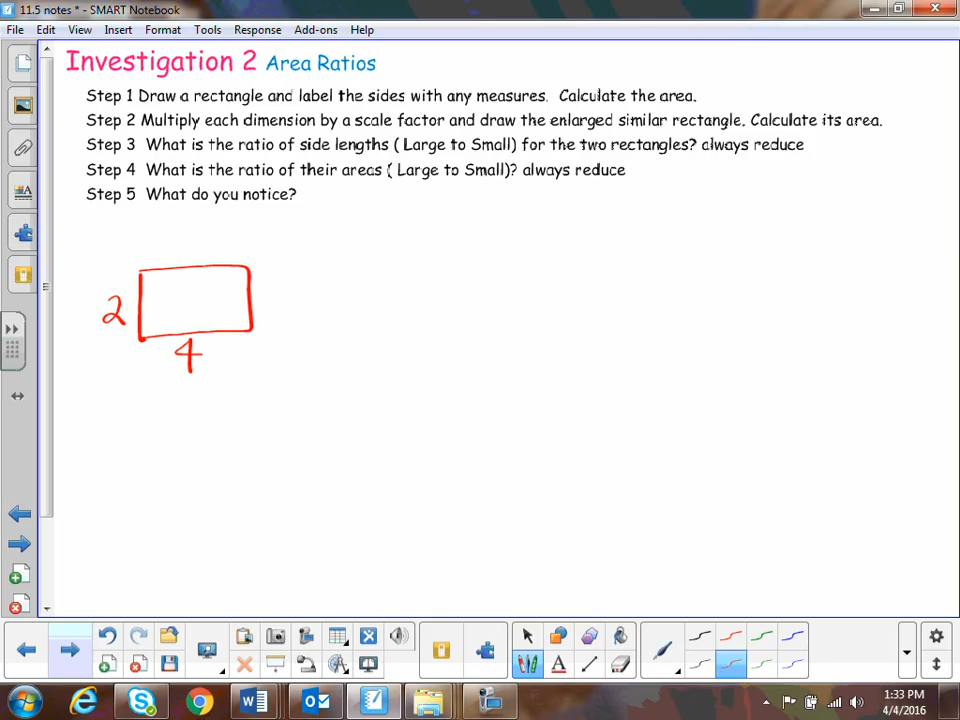 11.5 notes * - SMART Notebook
File Edit View Insert Format Tools Response Add-ons Help
Investigation 2 Area Ratios
Step 1 Draw a rectangle and label the sides with any measures. Calculate the area.
Step 2 Multiply each dimension by a scale factor and draw the enlarged similar rectangle. Calculate its area.
Step 3 What is the ratio of side lengths ( Large to Small) for the two rectangles? always reduce
Step 4 What is the ratio of their areas ( Large to Small)? always reduce
Step 5 What do you notice?
2
4
1:33 PM
4/4/2016